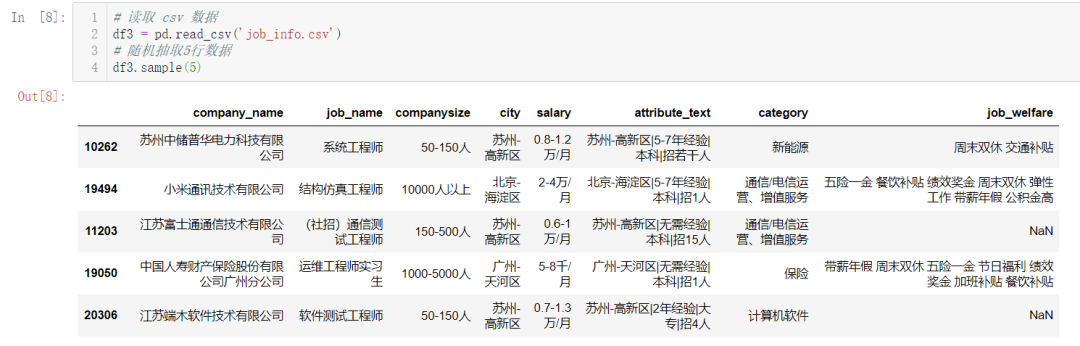 In [8]:
1 # 读取 csv 数据
2 df3 = pd.read_csv('job_info.csv')
3 # 随机抽取5行数据
4 df3.sample(5)
Out[8]:
company_name job_name companysize city salary attribute_text category job_welfare
10262 苏州中储普华电力科技有限公司 系统工程师 50-150人 苏州-高新区 0.8-1.2万/月 苏州-高新区|5-7年经验|本科|招若干人 新能源 周末双休 交通补贴
19494 小米通讯技术有限公司 结构仿真工程师 10000人以上 北京-海淀区 2-4万/月 北京-海淀区|5-7年经验|本科|招1人 通信/电信运营、增值服务 五险一金 餐饮补贴 绩效奖金 周末双休 弹性工作 带薪年假 公积金高
11203 江苏富士通通信技术有限公司 （社招）通信测试工程师 150-500人 苏州-高新区 0.6-1万/月 苏州-高新区|无需经验|本科|招15人 通信/电信运营、增值服务 NaN
19050 中国人寿财产保险股份有限公司广州分公司 运维工程师实习生 1000-5000人 广州-天河区 5-8千/月 广州-天河区|无需经验|本科|招1人 保险 带薪年假 周末双休 五险一金 节日福利 绩效奖金 加班补贴 餐饮补贴
20306 江苏端木软件技术有限公司 软件测试工程师 50-150人 苏州-高新区 0.7-1.3万/月 苏州-高新区|2年经验|大专|招4人 计算机软件 NaN